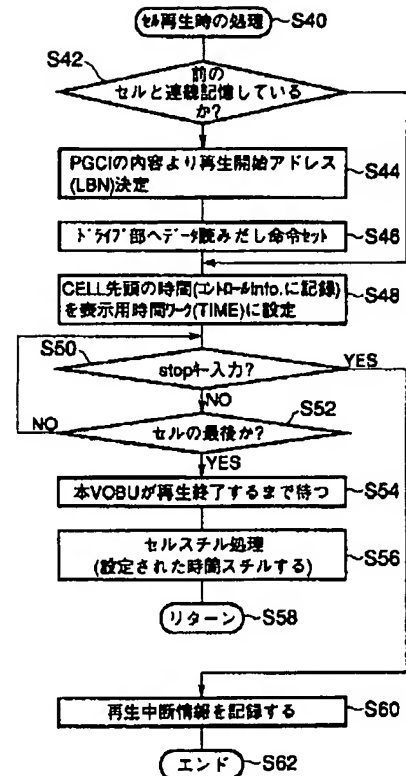 セル再生時の処理
S40
S42
前の
セルと連続記憶している
か?
PGCIの内容より再生開始アドレス
(LBN)決定
S44
ドライブ部へデータ読みだし命令セット
S46
CELL先頭の時間(コントロールinfo.に記録)
を表示用時間ワーク(TIME)に設定
S48
S50
stopキー入力?
YES
NO
S52
セルの最後か?
NO
YES
本VOBUが再生終了するまで待つ
S54
セルスチル処理
(設定された時間スチルする)
S56
リターン
S58
再生中断情報を記録する
S60
エンド
S62